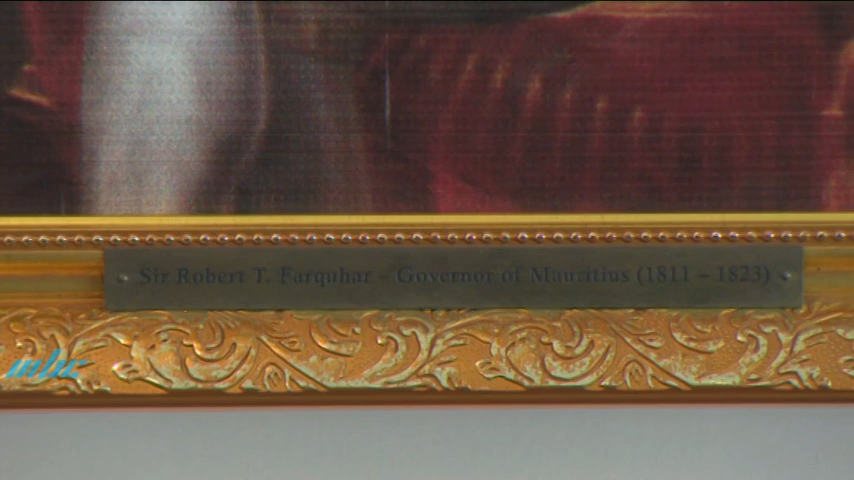 Sir Robert T. Farquhar – Governor of Mauritius (1811 – 1823)